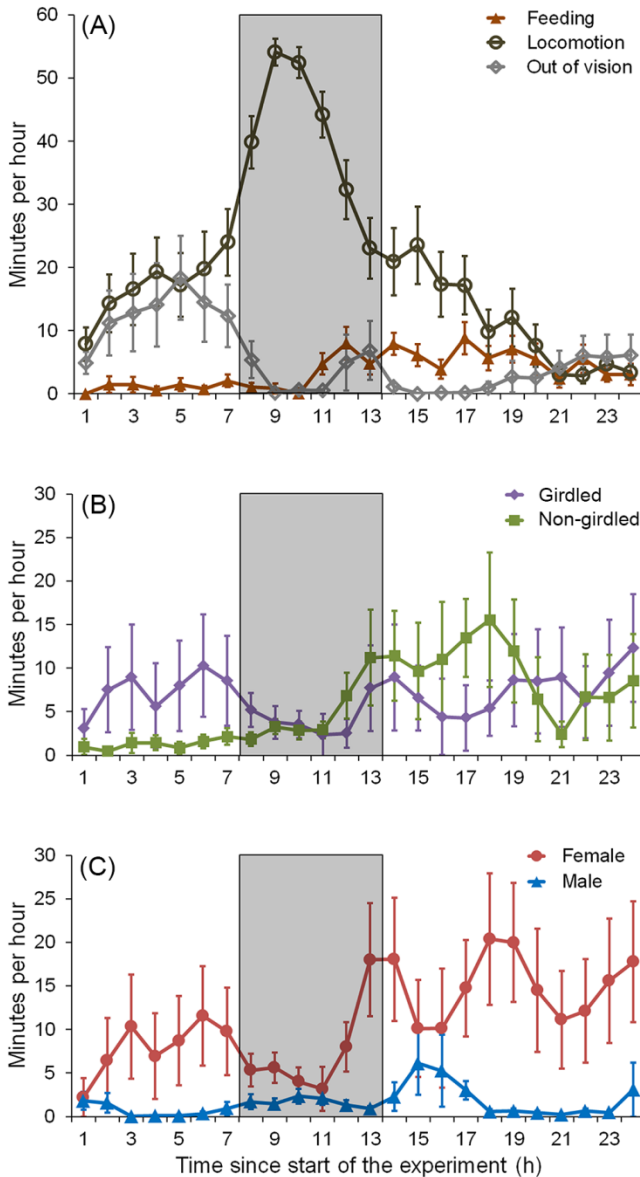 (A)
Feeding
Locomotion
Out of vision
Minutes per hour
60
50
40
30
20
10
0
1 3 5 7 9 11 13 15 17 19 21 23
(B)
Girdled
Non-girdled
Minutes per hour
30
25
20
15
10
5
0
1 3 5 7 9 11 13 15 17 19 21 23
(C)
Female
Male
Minutes per hour
30
25
20
15
10
5
0
1 3 5 7 9 11 13 15 17 19 21 23
Time since start of the experiment (h)